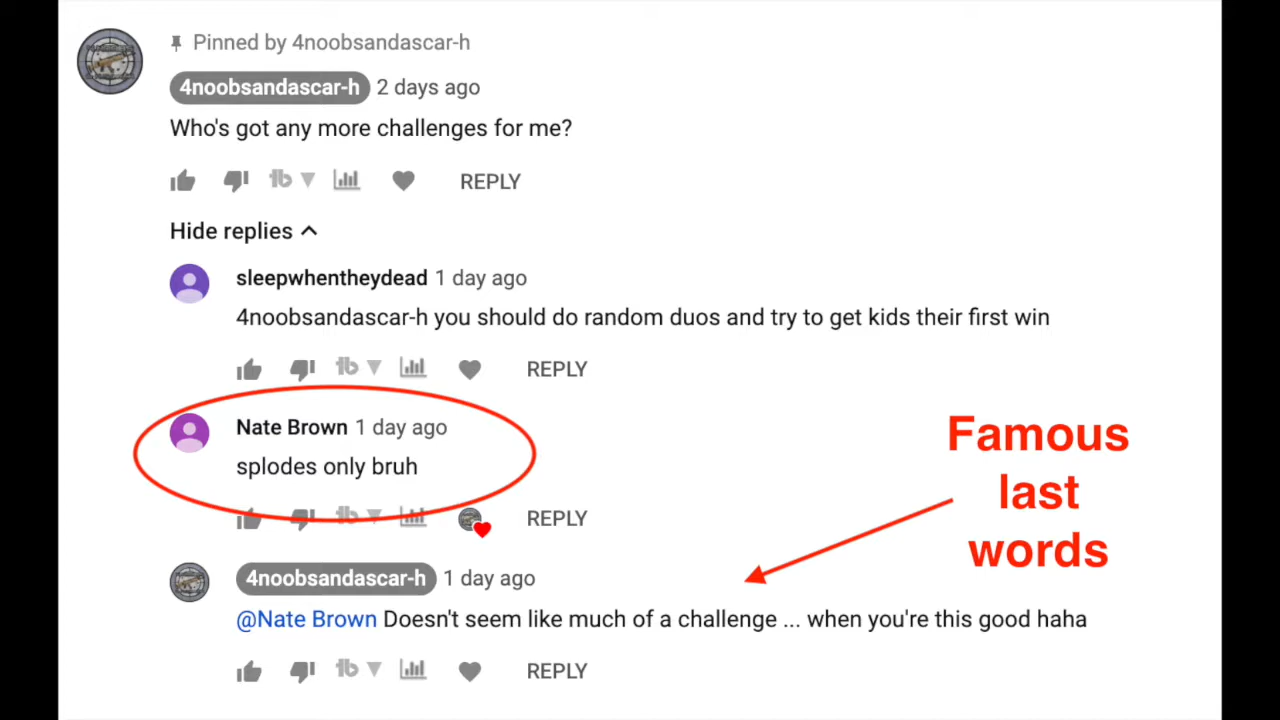 Pinned by 4noobsandascar-h
4noobsandascar-h 2 days ago
Who's got any more challenges for me?
REPLY
Hide replies
sleepwhentheydead 1 day ago
4noobsandascar-h you should do random duos and try to get kids their first win
REPLY
Nate Brown 1 day ago
splodes only bruh
REPLY
Famous
last
words
4noobsandascar-h 1 day ago
@Nate Brown Doesn't seem like much of a challenge ... when you're this good haha
REPLY